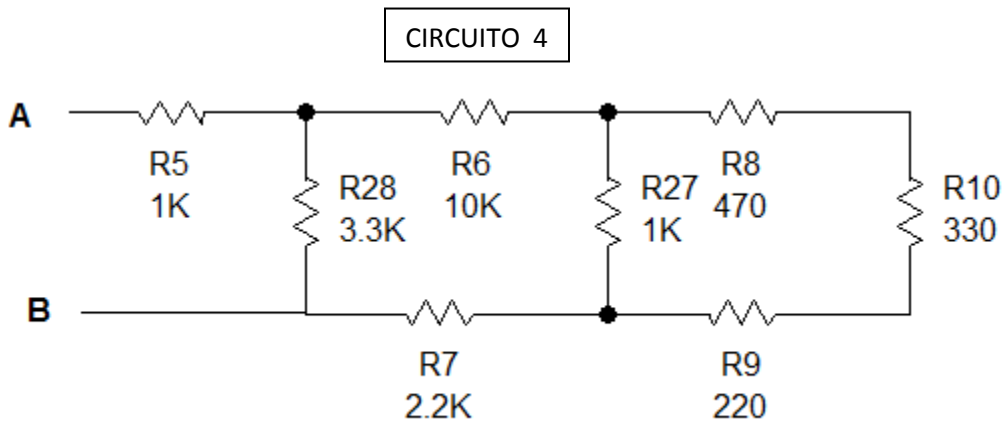 CIRCUITO 4
A
R5
1K
R28
3.3K
R6
10K
R27
1K
R8
470
R10
330
B
R7
2.2K
R9
220